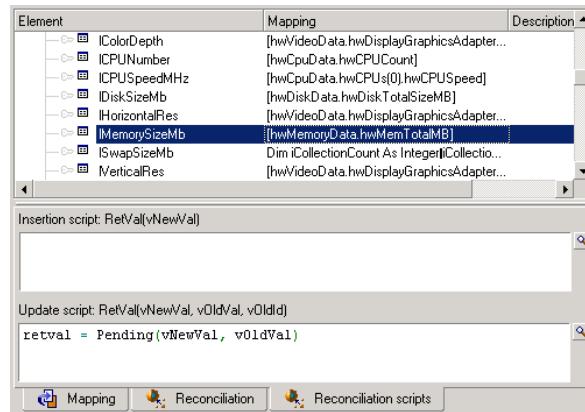 Element Mapping Description
lColorDepth [hwVideoData.hwDisplayGraphicsAdapter...
lCPUNumber [hwCpuData.hwCPUCount]
lCPUSpeedMHz [hwCpuData.hwCPUs(0).hwCPUSpeed]
lDiskSizeMb [hwDiskData.hwDiskTotalSizeMB]
lHorizontalRes [hwVideoData.hwDisplayGraphicsAdapter...
lMemorySizeMb [hwMemoryData.hwMemTotalMB]
lSwapSizeMb Dim iCollectionCount As Integer||iCollectio...
lVerticalRes [hwVideoData.hwDisplayGraphicsAdapter...
Insertion script: RetVal(vNewVal)
Update script: RetVal(vNewVal, vOldVal, vOldId)
retval = Pending(vNewVal, vOldVal)
Mapping Reconciliation Reconciliation scripts